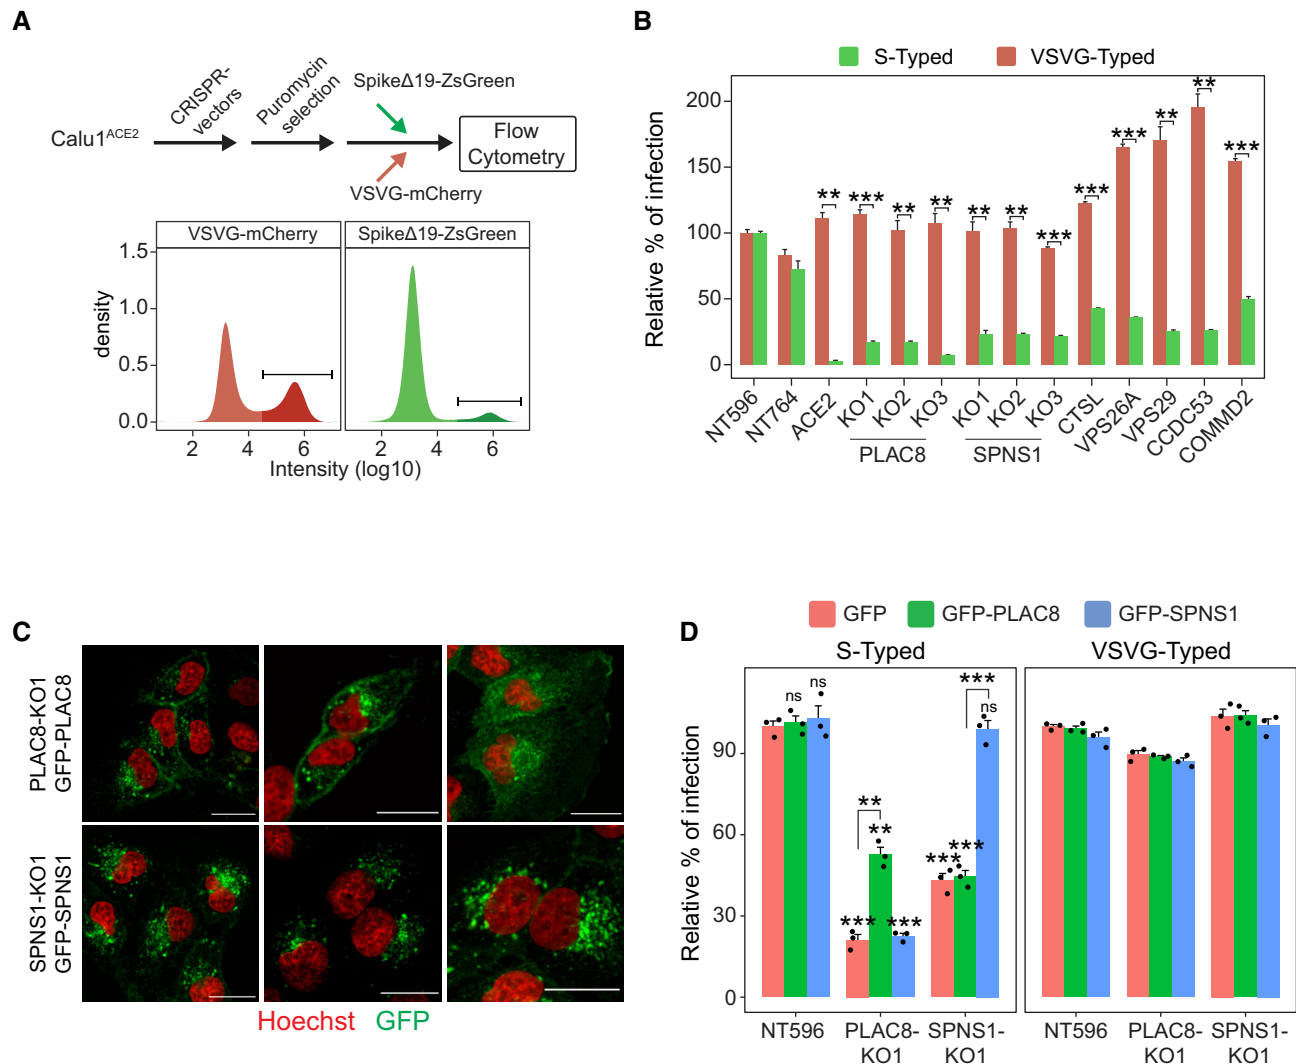 A
CRISPR-
vectors
Puromycin
selection
SpikeΔ19-ZsGreen
Calu1ACE2
Flow
Cytometry
VSVG-mCherry
VSVG-mCherry
SpikeΔ19-ZsGreen
density
1.5
1.0
0.5
0.0
2 4 6 2 4 6
Intensity (log10)
B
S-Typed VSVG-Typed
Relative % of infection
200
150
100
50
0
** *** ** ** ** ** *** *** *** ** ** ***
NT596 NT764 ACE2 KO1 KO2 KO3 KO1 KO2 KO3 CTSL VPS26A VPS29 CCDC53 COMMD2
PLAC8 SPNS1
C
PLAC8-KO1
GFP-PLAC8
SPNS1-KO1
GFP-SPNS1
Hoechst GFP
D
GFP GFP-PLAC8 GFP-SPNS1
S-Typed VSVG-Typed
Relative % of infection
90
60
30
0
ns ns
*** ** ** ***
*** *** *** ns
NT596 PLAC8-KO1 SPNS1-KO1
NT596 PLAC8-KO1 SPNS1-KO1